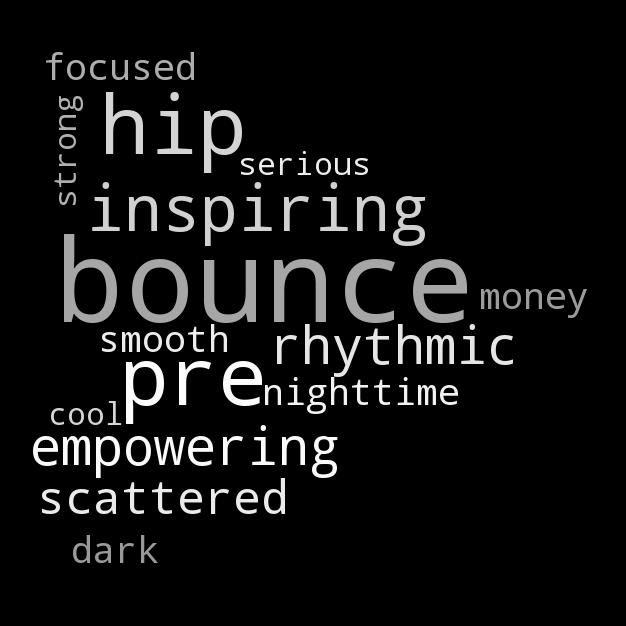 focused
strong
hip
serious
inspiring
bounce
money
smooth
rhythmic
pre
nighttime
cool
empowering
scattered
dark